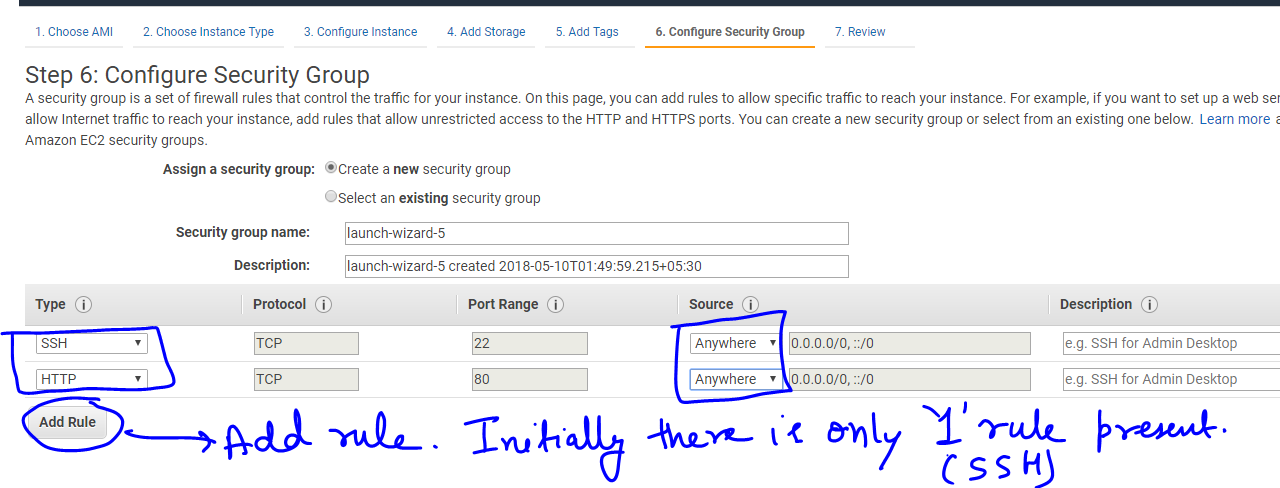 1. Choose AMI 2. Choose Instance Type 3. Configure Instance 4. Add Storage 5. Add Tags 6. Configure Security Group 7. Review
Step 6: Configure Security Group
A security group is a set of firewall rules that control the traffic for your instance. On this page, you can add rules to allow specific traffic to reach your instance. For example, if you want to set up a web ser
allow Internet traffic to reach your instance, add rules that allow unrestricted access to the HTTP and HTTPS ports. You can create a new security group or select from an existing one below. Learn more a
Amazon EC2 security groups.
Assign a security group: Create a new security group
Select an existing security group
Security group name: launch-wizard-5
Description: launch-wizard-5 created 2018-05-10T01:49:59.215+05:30
Type i Protocol i Port Range i Source i Description i
SSH TCP 22 Anywhere 0.0.0.0/0, ::/0 e.g. SSH for Admin Desktop
HTTP TCP 80 Anywhere 0.0.0.0/0, ::/0 e.g. SSH for Admin Desktop
Add Rule Add rule. Initially there is only '1' rule present.
(SSH)